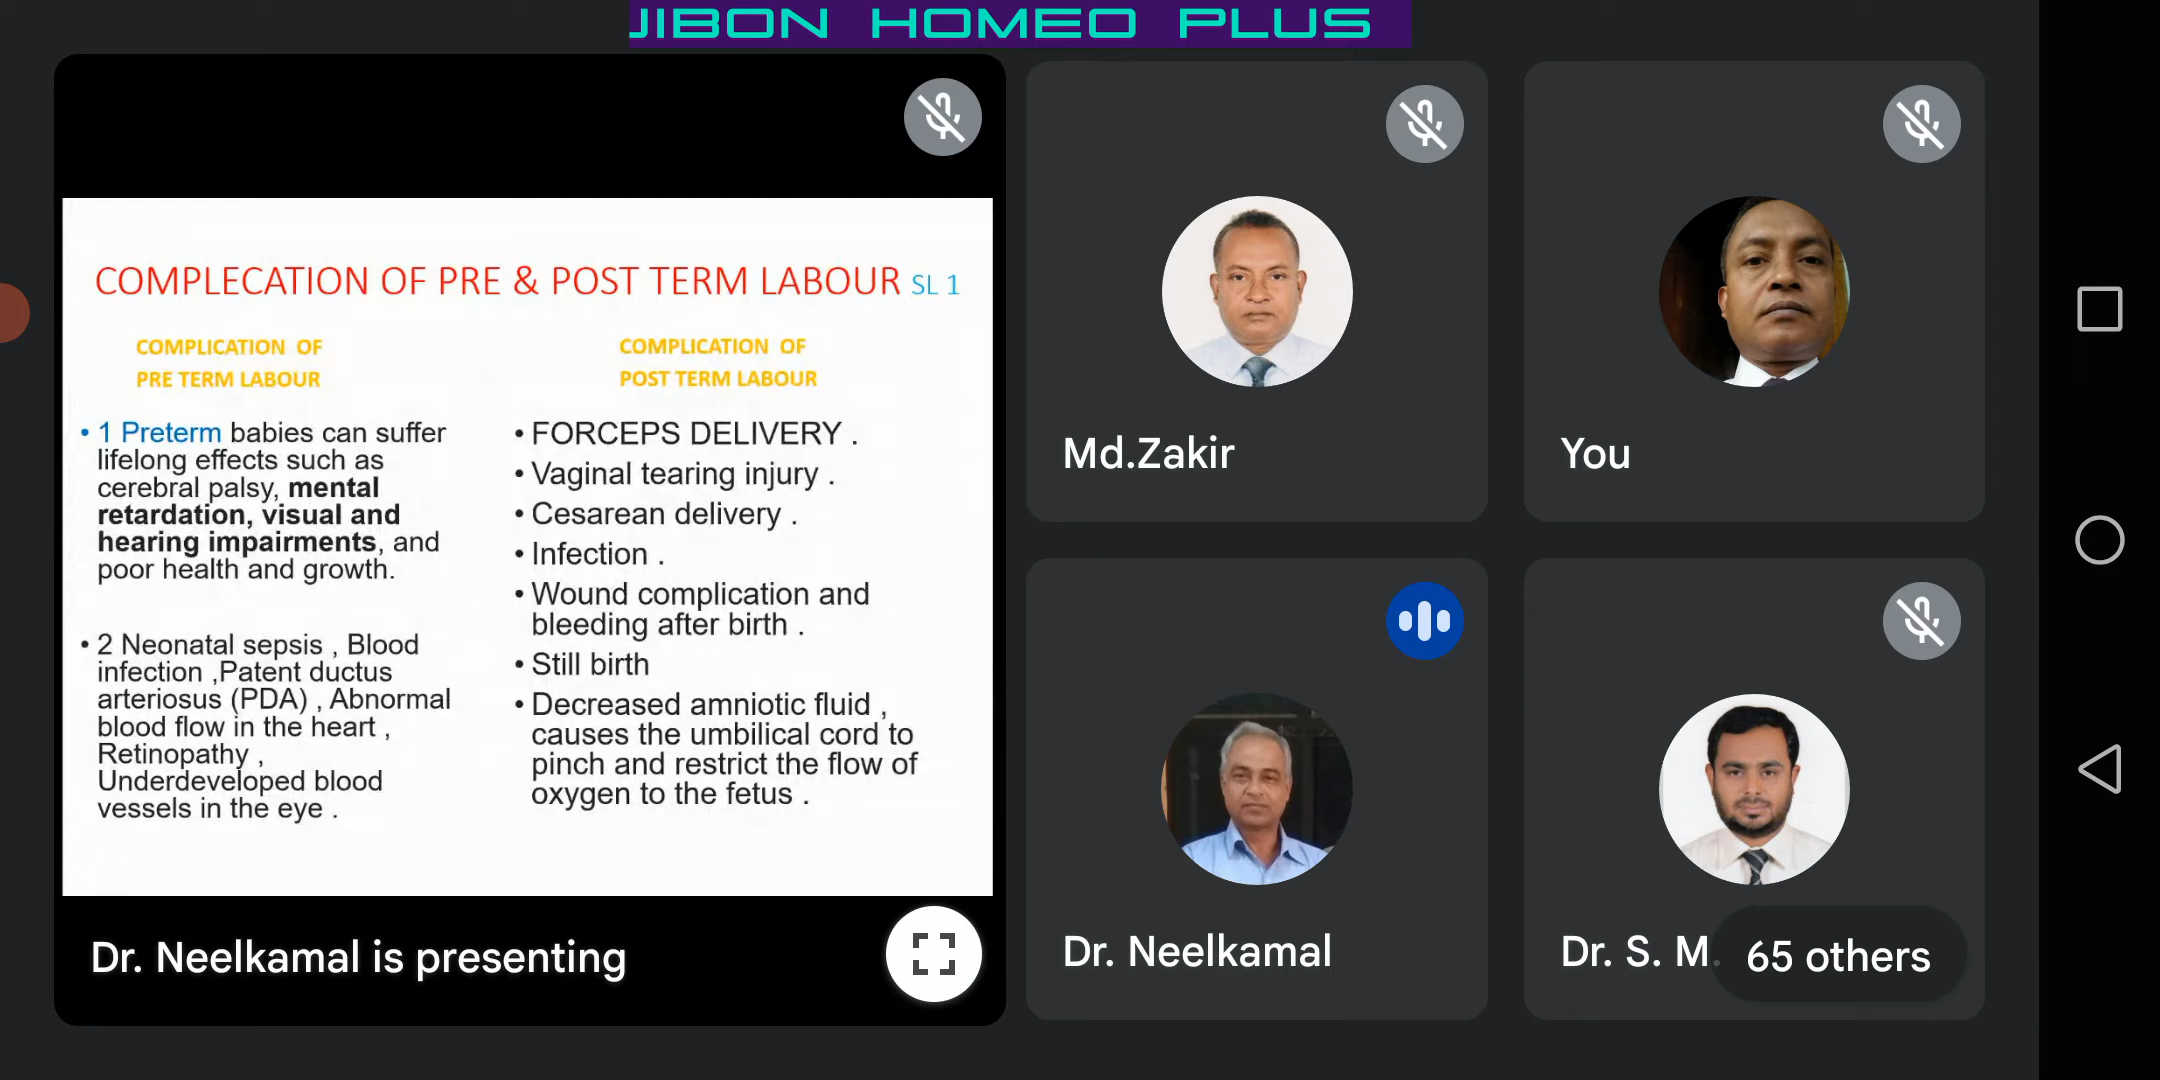 JIBON HOMEO PLUS
COMPLECATION OF PRE & POST TERM LABOUR SL 1
COMPLICATION OF
PRE TERM LABOUR
• 1 Preterm babies can suffer
lifelong effects such as
cerebral palsy, mental
retardation, visual and
hearing impairments, and
poor health and growth.
• 2 Neonatal sepsis , Blood
infection ,Patent ductus
arteriosus (PDA) , Abnormal
blood flow in the heart ,
Retinopathy ,
Underdeveloped blood
vessels in the eye .
COMPLICATION OF
POST TERM LABOUR
• FORCEPS DELIVERY .
• Vaginal tearing injury .
• Cesarean delivery .
• Infection .
• Wound complication and
bleeding after birth .
• Still birth
• Decreased amniotic fluid ,
causes the umbilical cord to
pinch and restrict the flow of
oxygen to the fetus .
Dr. Neelkamal is presenting
Md.Zakir
You
Dr. Neelkamal
Dr. S. M.
65 others